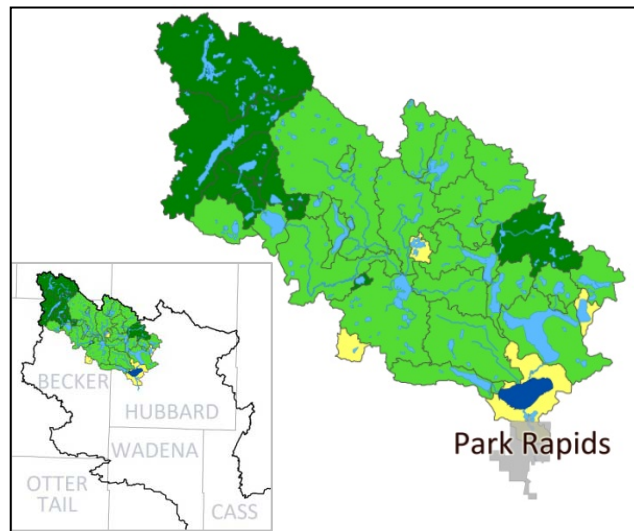 Park Rapids
BECKER
HUBBARD
WADENA
OTTER
TAIL
CASS